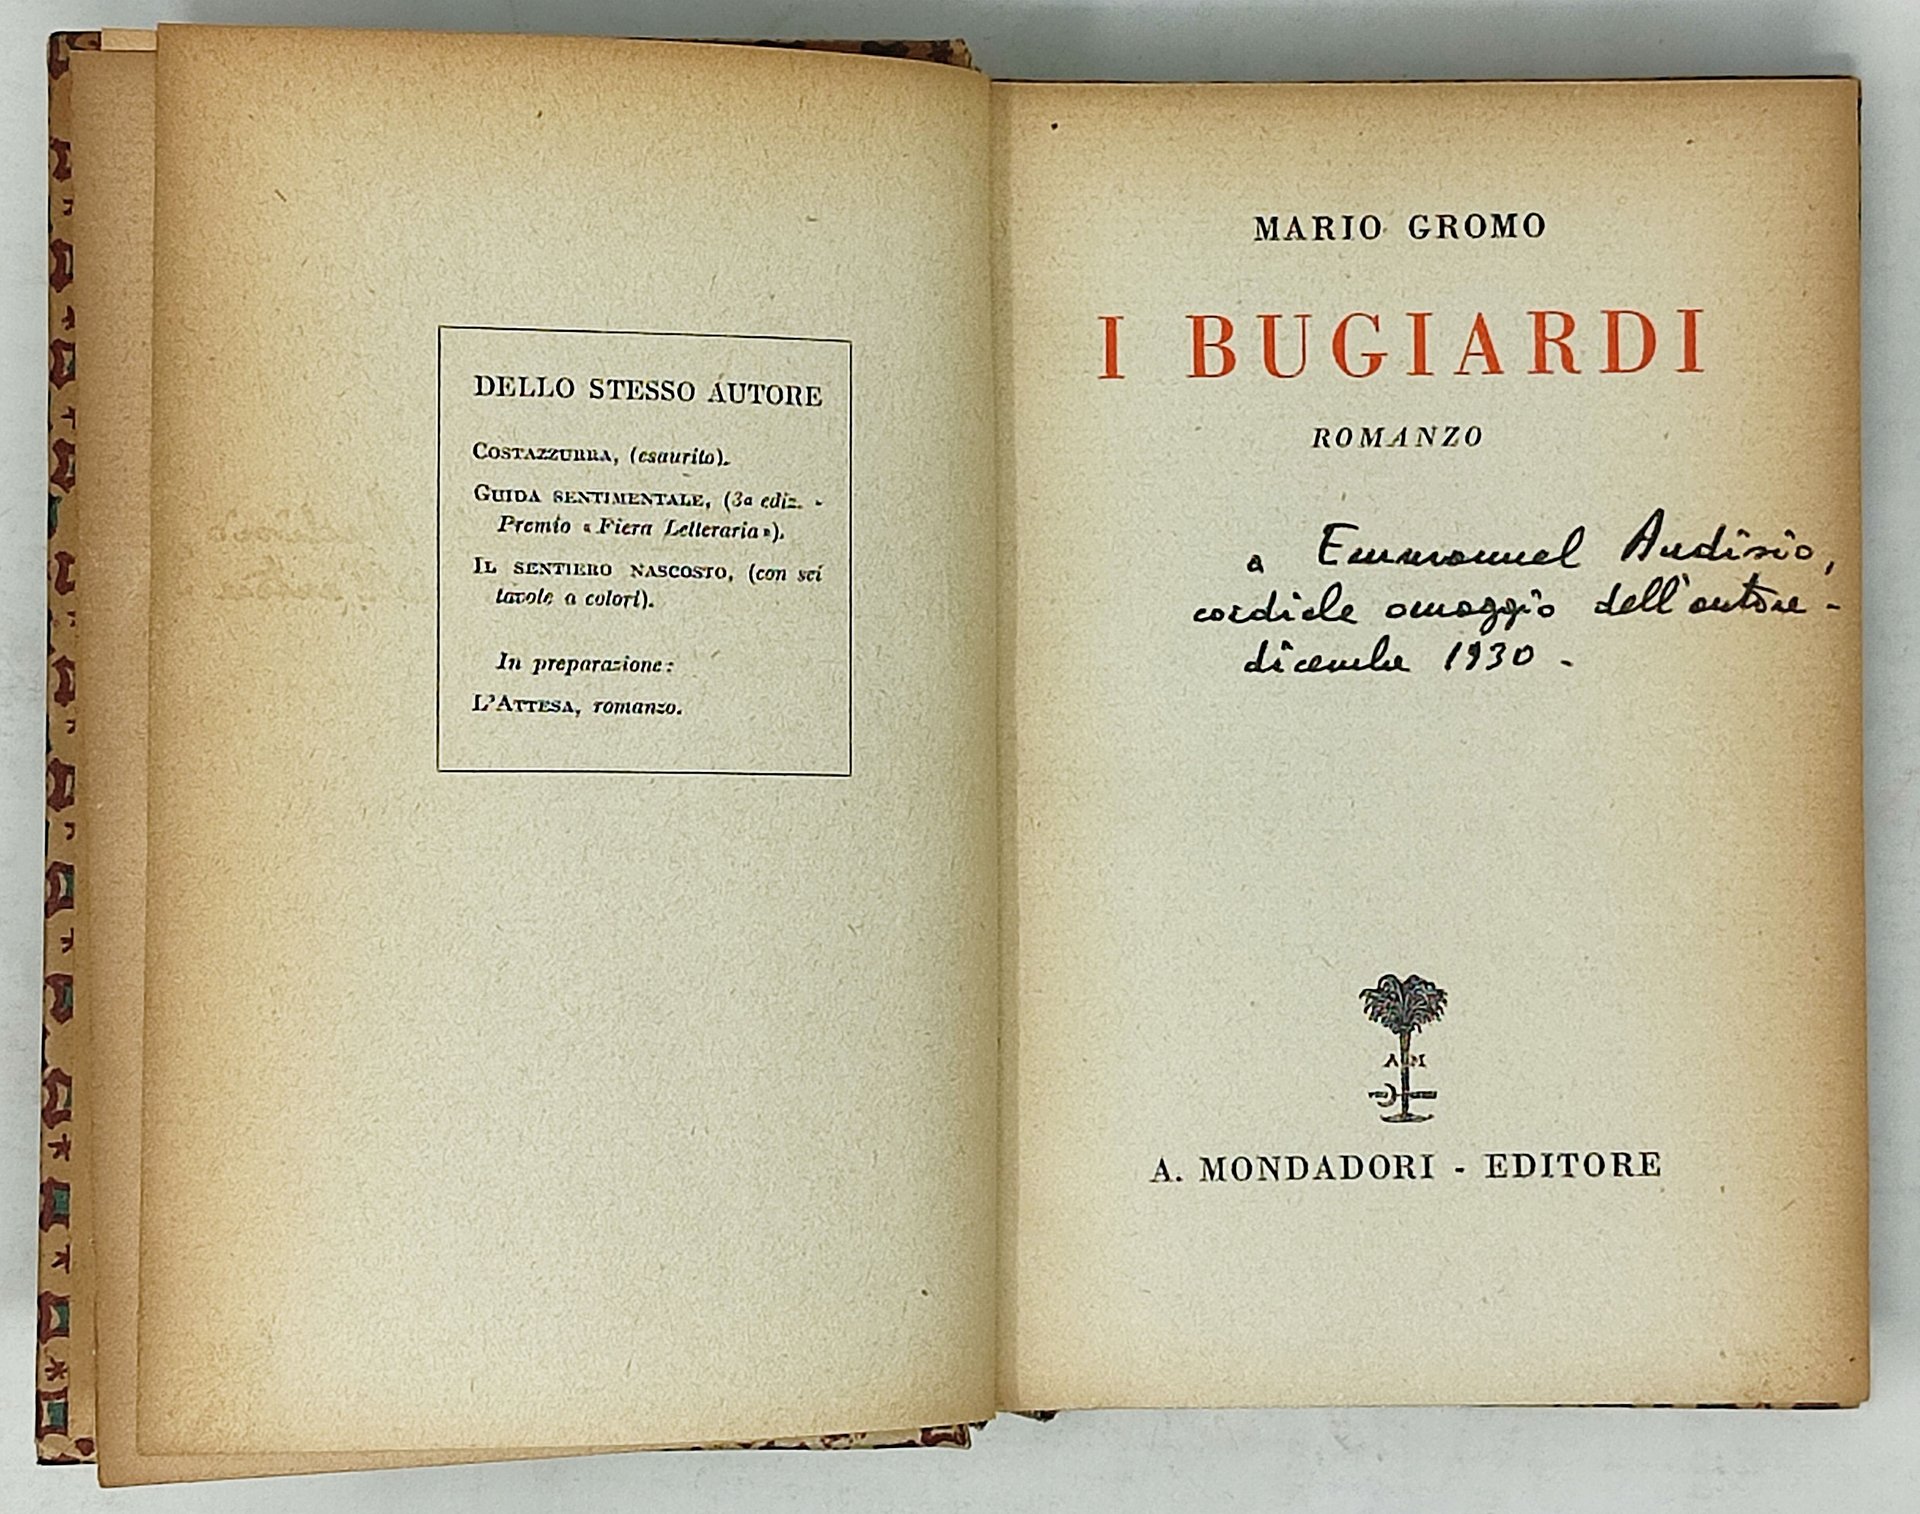 DELLO STESSO AUTORE
COSTAZZURRA, (esaurito).
GUIDA SENTIMENTALE, (3a ediz. -
Premio « Fiera Letteraria »).
IL SENTIERO NASCOSTO, (con sei
tavole a colori).
In preparazione:
L'ATTESA, romanzo.
MARIO GROMO
I BUGIARDI
ROMANZO
a Emmanuel Audisio,
cordiale omaggio dell'autore -
dicembre 1930 -
A M
A. MONDADORI - EDITORE